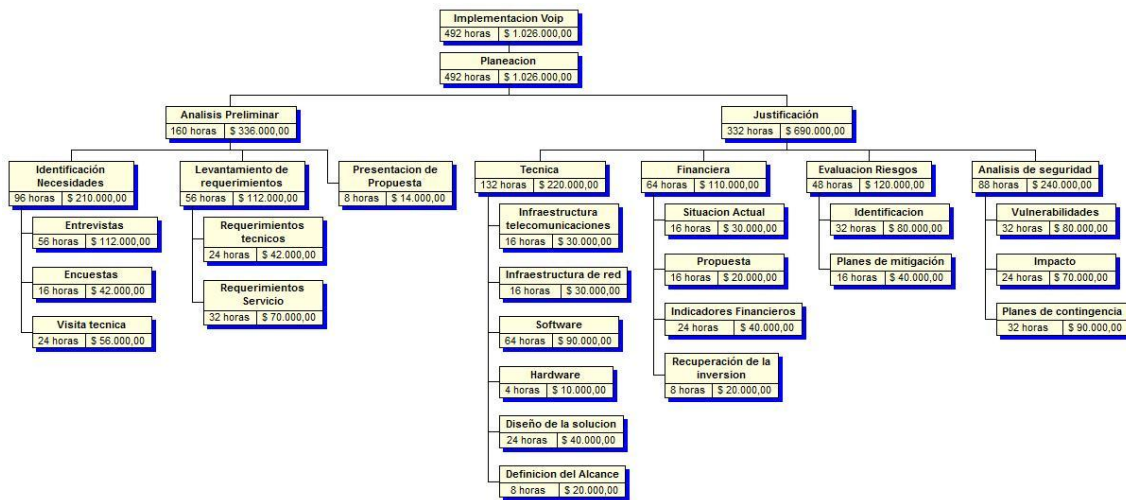 Implementacion Voip
492 horas $ 1.026.000,00
Planeacion
492 horas $ 1.026.000,00
Analisis Preliminar
160 horas $ 336.000,00
Justificación
332 horas $ 690.000,00
Identificación
Necesidades
96 horas $ 210.000,00
Levantamiento de
requerimientos
56 horas $ 112.000,00
Presentacion de
Propuesta
8 horas $ 14.000,00
Tecnica
132 horas $ 220.000,00
Financiera
64 horas $ 110.000,00
Evaluacion Riesgos
48 horas $ 120.000,00
Analisis de seguridad
88 horas $ 240.000,00
Entrevistas
56 horas $ 112.000,00
Encuestas
16 horas $ 42.000,00
Visita tecnica
24 horas $ 56.000,00
Requerimientos
tecnicos
24 horas $ 42.000,00
Requerimientos
Servicio
32 horas $ 70.000,00
Infraestructura
telecomunicaciones
16 horas $ 30.000,00
Infraestructura de red
16 horas $ 30.000,00
Software
64 horas $ 90.000,00
Hardware
4 horas $ 10.000,00
Diseño de la solucion
24 horas $ 40.000,00
Definicion del Alcance
8 horas $ 20.000,00
Situacion Actual
16 horas $ 30.000,00
Propuesta
16 horas $ 20.000,00
Indicadores Financieros
24 horas $ 40.000,00
Recuperación de la
inversion
8 horas $ 20.000,00
Identificacion
32 horas $ 80.000,00
Planes de mitigación
16 horas $ 40.000,00
Vulnerabilidades
32 horas $ 80.000,00
Impacto
24 horas $ 70.000,00
Planes de contingencia
32 horas $ 90.000,00